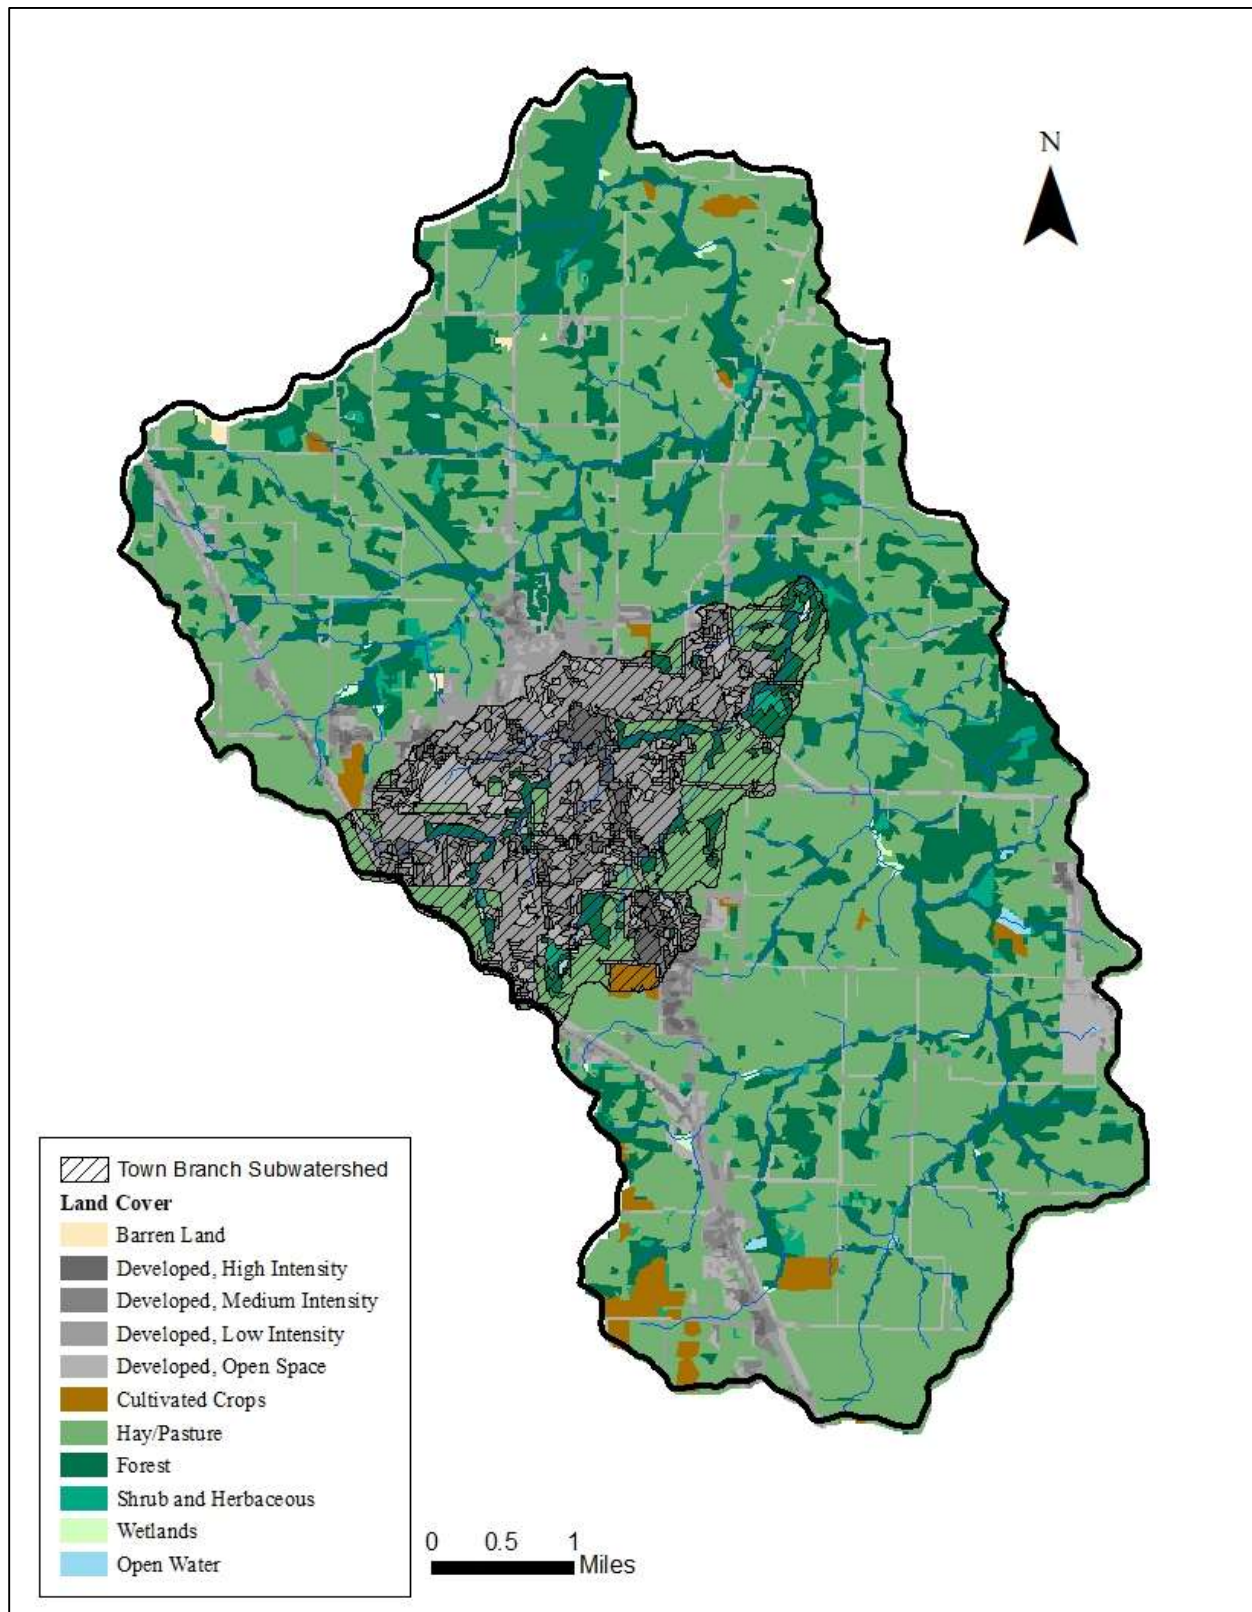 N
Town Branch Subwatershed
Land Cover
Barren Land
Developed, High Intensity
Developed, Medium Intensity
Developed, Low Intensity
Developed, Open Space
Cultivated Crops
Hay/Pasture
Forest
Shrub and Herbaceous
Wetlands
Open Water
0 0.5 1
Miles